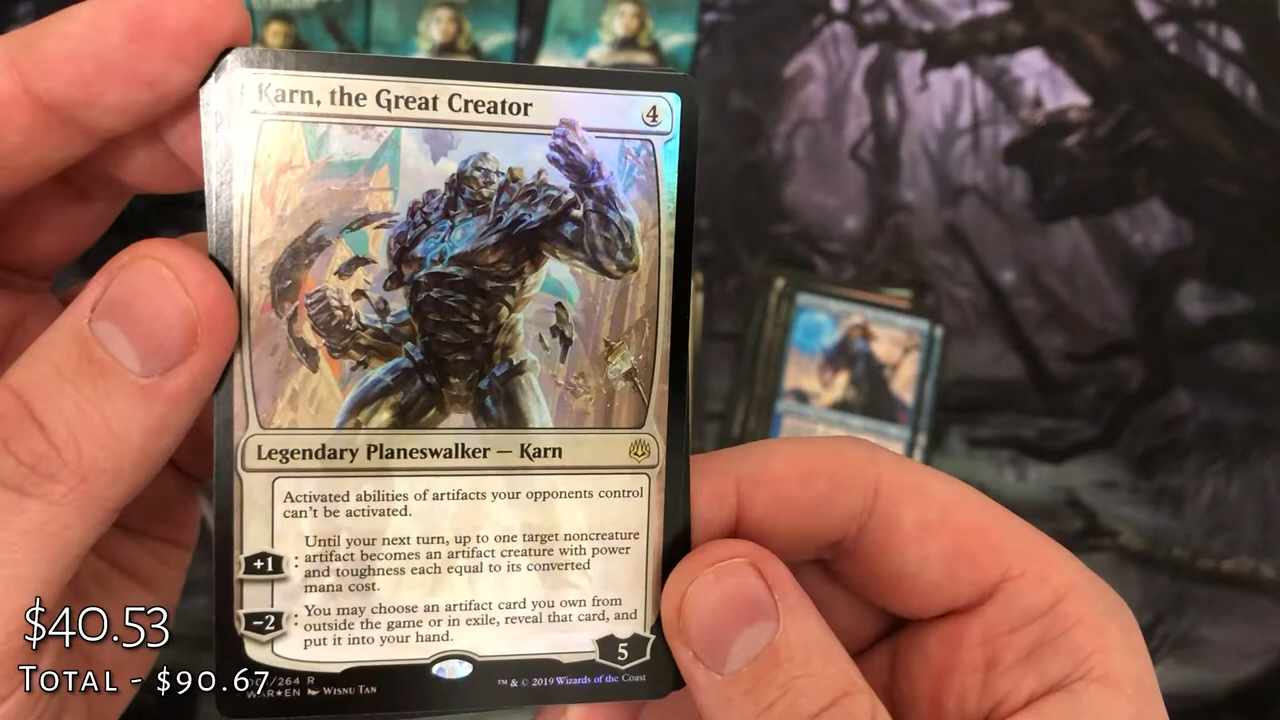 Karn, the Great Creator
4
Legendary Planeswalker — Karn
Activated abilities of artifacts your opponents control
can't be activated.
+1 : Until your next turn, up to one target noncreature
artifact becomes an artifact creature with power
and toughness each equal to its converted
mana cost.
−2 : You may choose an artifact card you own from
outside the game or in exile, reveal that card, and
put it into your hand.
5
/264 R
WAR★EN Wisnu Tan
™ & © 2019 Wizards of the Coast
$40.53
Total - $90.67